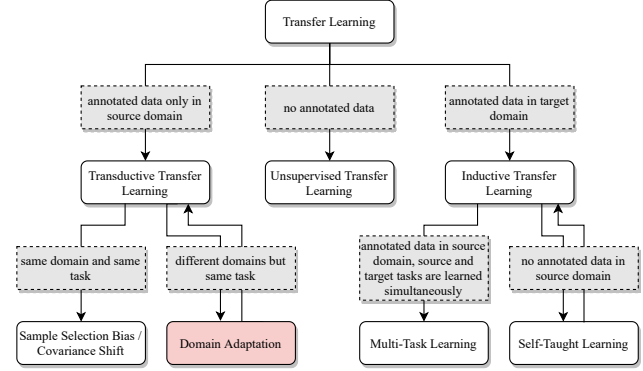 Transfer Learning
annotated data only in
source domain
no annotated data
annotated data in target
domain
Transductive Transfer
Learning
Unsupervised Transfer
Learning
Inductive Transfer
Learning
same domain and same
task
different domains but
same task
annotated data in source
domain, source and
target tasks are learned
simultaneously
no annotated data in
source domain
Sample Selection Bias /
Covariance Shift
Domain Adaptation
Multi-Task Learning
Self-Taught Learning